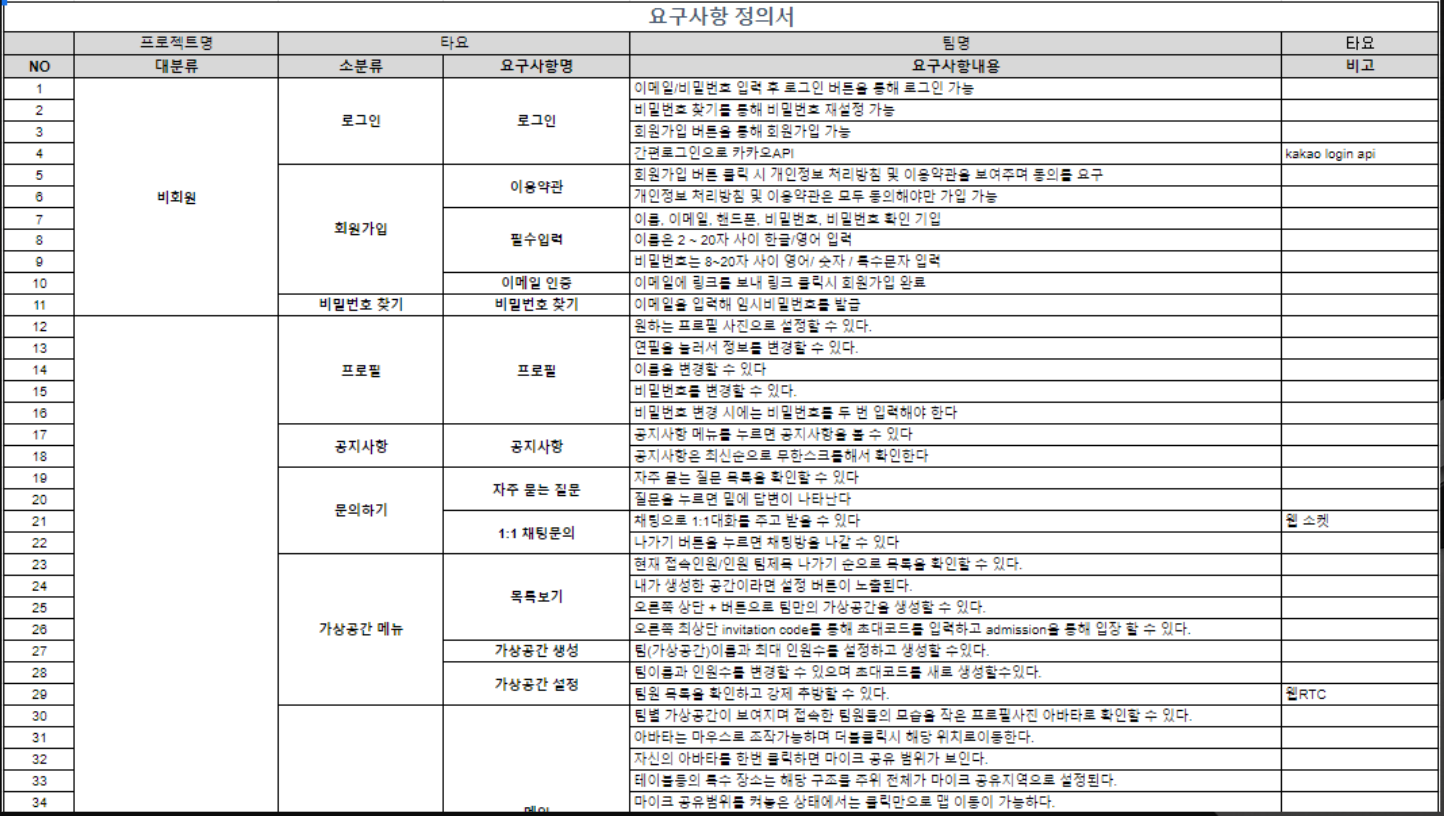 요구사항 정의서
프로젝트명 타요 팀명 타요
NO 대분류 소분류 요구사항명 요구사항내용 비고
1 비회원 로그인 로그인 이메일/비밀번호 입력 후 로그인 버튼을 통해 로그인 가능
2 비밀번호 찾기를 통해 비밀번호 재설정 가능
3 회원가입 버튼을 통해 회원가입 가능
4 간편로그인으로 카카오API kakao login api
5 회원가입 이용약관 회원가입 버튼 클릭 시 개인정보 처리방침 및 이용약관을 보여주며 동의를 요구
6 개인정보 처리방침 및 이용약관은 모두 동의해야만 가입 가능
7 필수입력 이름, 이메일, 핸드폰, 비밀번호, 비밀번호 확인 기입
8 이름은 2 ~ 20자 사이 한글/영어 입력
9 비밀번호는 8~20자 사이 영어/ 숫자 / 특수문자 입력
10 이메일 인증 이메일에 링크를 보내 링크 클릭시 회원가입 완료
11 비밀번호 찾기 비밀번호 찾기 이메일을 입력해 임시비밀번호를 발급
12 프로필 프로필 원하는 프로필 사진으로 설정할 수 있다.
13 연필을 눌러서 정보를 변경할 수 있다.
14 이름을 변경할 수 있다
15 비밀번호를 변경할 수 있다.
16 비밀번호 변경 시에는 비밀번호를 두 번 입력해야 한다
17 공지사항 공지사항 공지사항 메뉴를 누르면 공지사항을 볼 수 있다
18 공지사항은 최신순으로 무한스크롤해서 확인한다
19 문의하기 자주 묻는 질문 자주 묻는 질문 목록을 확인할 수 있다
20 질문을 누르면 밑에 답변이 나타난다
21 1:1 채팅문의 채팅으로 1:1대화를 주고 받을 수 있다 웹 소켓
22 나가기 버튼을 누르면 채팅방을 나갈 수 있다
23 가상공간 메뉴 목록보기 현재 접속인원/인원 팀제목 나가기 순으로 목록을 확인할 수 있다.
24 내가 생성한 공간이라면 설정 버튼이 노출된다.
25 오른쪽 상단 + 버튼으로 팀만의 가상공간을 생성할 수 있다.
26 오른쪽 최상단 invitation code를 통해 초대코드를 입력하고 admission을 통해 입장 할 수 있다.
27 가상공간 생성 팀(가상공간)이름과 최대 인원수를 설정하고 생성할 수있다.
28 가상공간 설정 팀이름과 인원수를 변경할 수 있으며 초대코드를 새로 생성할수있다.
29 팀원 목록을 확인하고 강제 추방할 수 있다. 웹RTC
30 팀별 가상공간이 보여지며 접속한 팀원들의 모습을 작은 프로필사진 아바타로 확인할 수 있다.
31 아바타는 마우스로 조작가능하며 더블클릭시 해당 위치로이동한다.
32 자신의 아바타를 한번 클릭하면 마이크 공유 범위가 보인다.
33 테이블등의 특수 장소는 해당 구조물 주위 전체가 마이크 공유지역으로 설정된다.
34 마이크 공유범위를 켜놓은 상태에서는 클릭만으로 맵 이동이 가능하다.